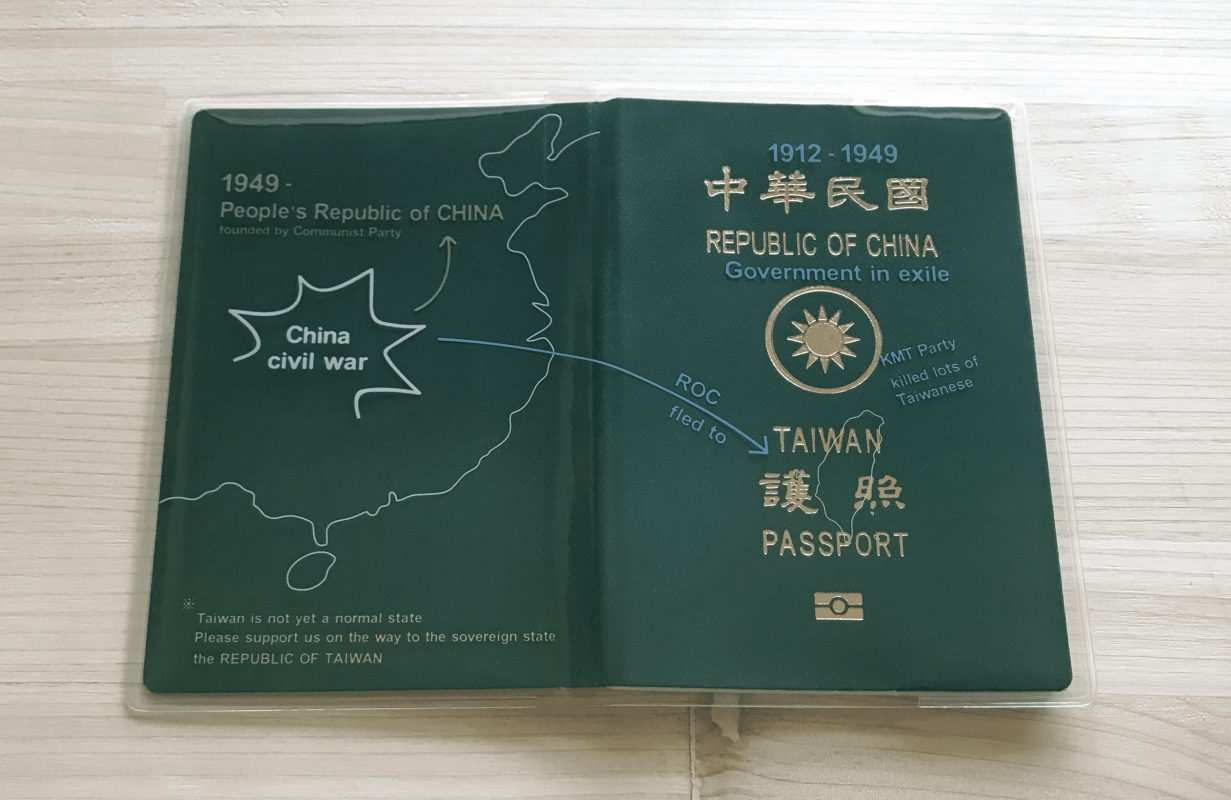 1949 -
People's Republic of CHINA
founded by Communist Party
China
civil war
※
Taiwan is not yet a normal state
Please support us on the way to the sovereign state
the REPUBLIC OF TAIWAN
1912 - 1949
中華民國
REPUBLIC OF CHINA
Government in exile
KMT Party
killed lots of
Taiwanese
ROC
fled to
TAIWAN
護照
PASSPORT